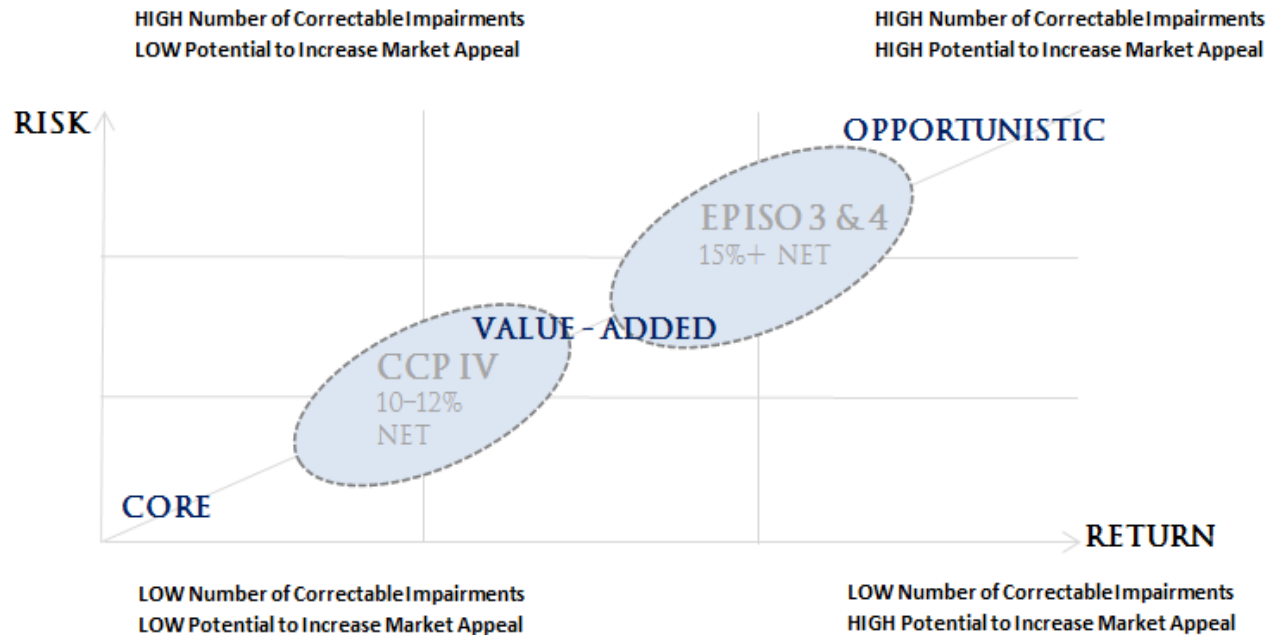 HIGH Number of Correctable Impairments
LOW Potential to Increase Market Appeal
HIGH Number of Correctable Impairments
HIGH Potential to Increase Market Appeal
RISK
OPPORTUNISTIC
EPISO 3 & 4
15%+ NET
VALUE - ADDED
CCP IV
10-12%
NET
CORE
RETURN
LOW Number of Correctable Impairments
LOW Potential to Increase Market Appeal
LOW Number of Correctable Impairments
HIGH Potential to Increase Market Appeal